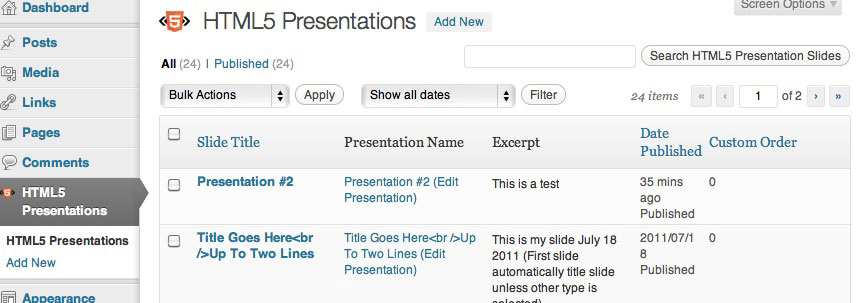 Dashboard
Posts
Media
Links
Pages
Comments
HTML5
Presentations
HTML5 Presentations
Add New
Appearance
Screen Options
HTML5 Presentations Add New
All (24) | Published (24)
Search HTML5 Presentation Slides
Bulk Actions Apply Show all dates Filter 24 items « ‹ 1 of 2 › »
Slide Title Presentation Name Excerpt Date Published Custom Order
Presentation #2
Presentation #2 (Edit
Presentation)
This is a test
35 mins
ago
Published
0
Title Goes Here<br
/>Up To Two Lines
Title Goes Here<br />Up
To Two Lines (Edit
Presentation)
This is my slide July 18
2011 (First slide
automatically title slide
unless other type is
selected)
2011/07/1
8
Published
0